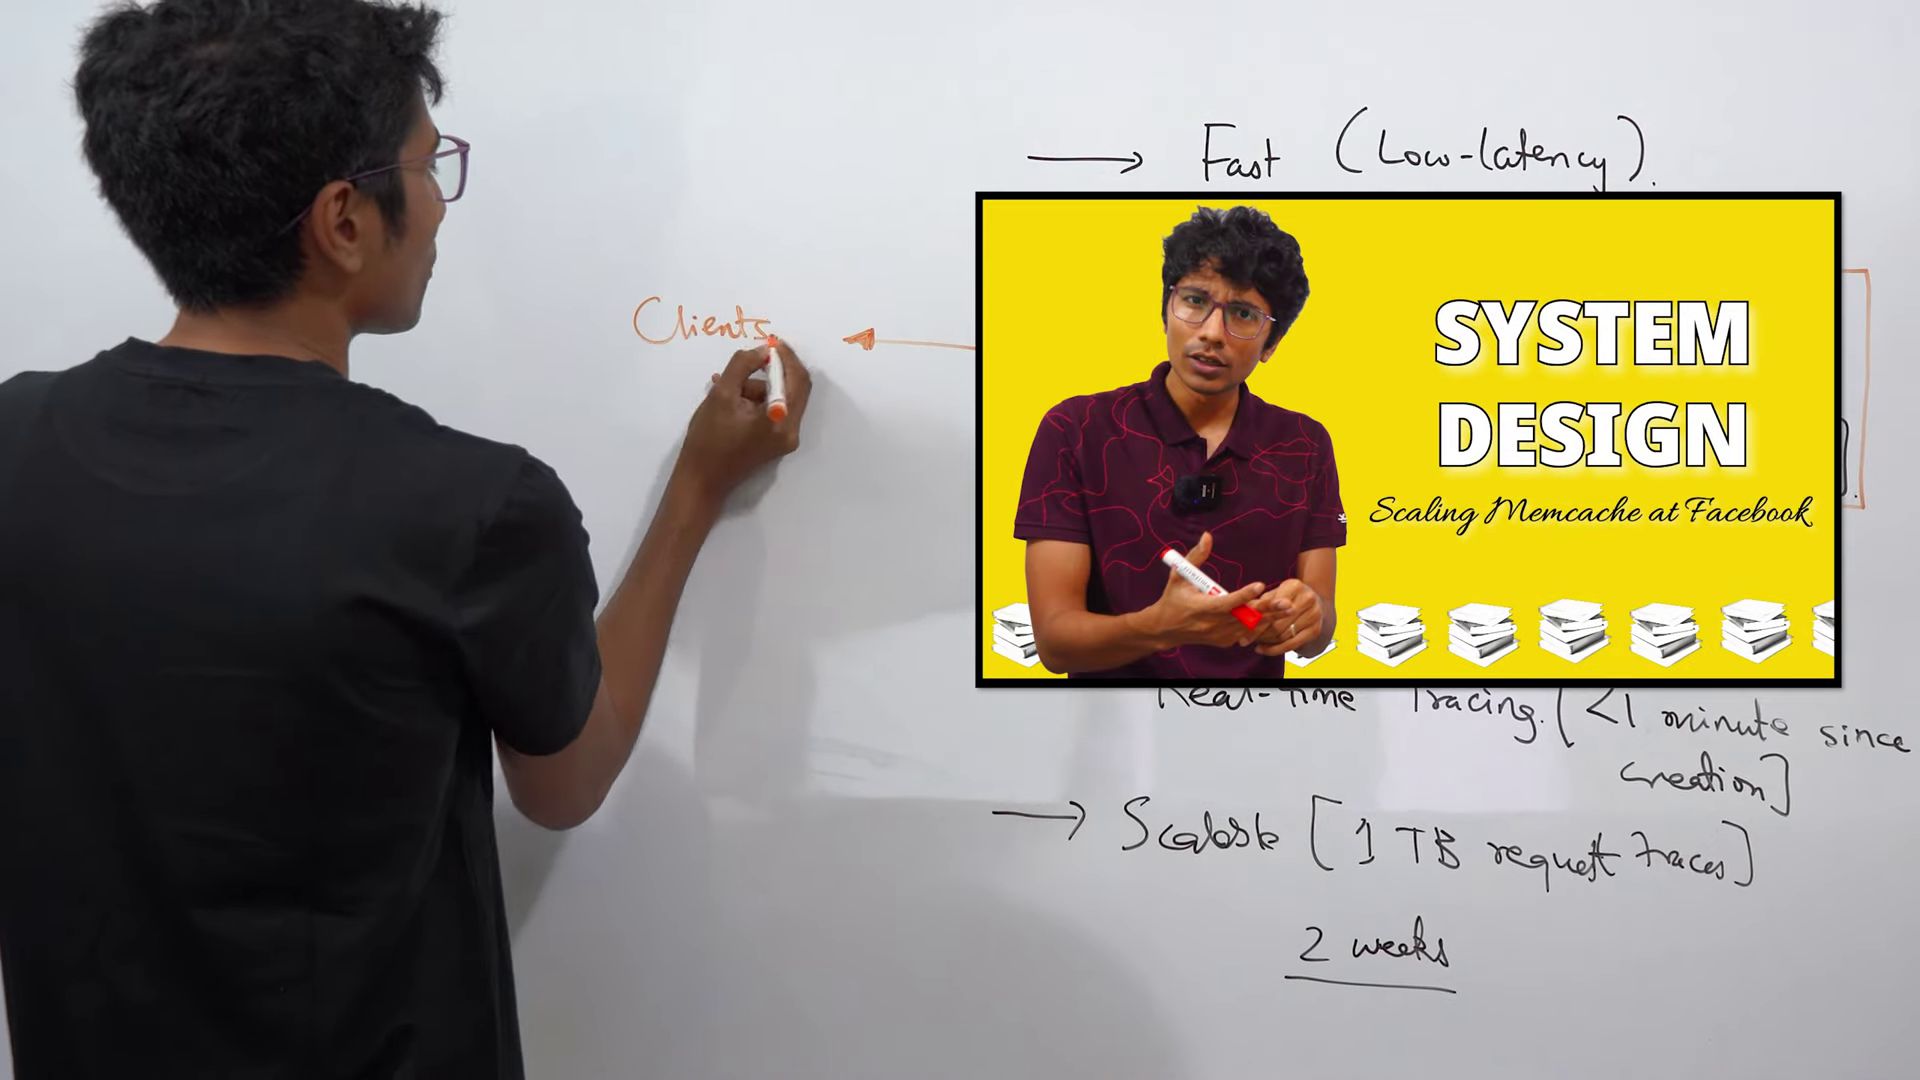 Fast (Low-latency).
Clients
SYSTEM
DESIGN
Scaling Memcache at Facebook
Real-time Tracing. [<1 minute since
creation]
Scalable [1 TB request traces]
2 weeks